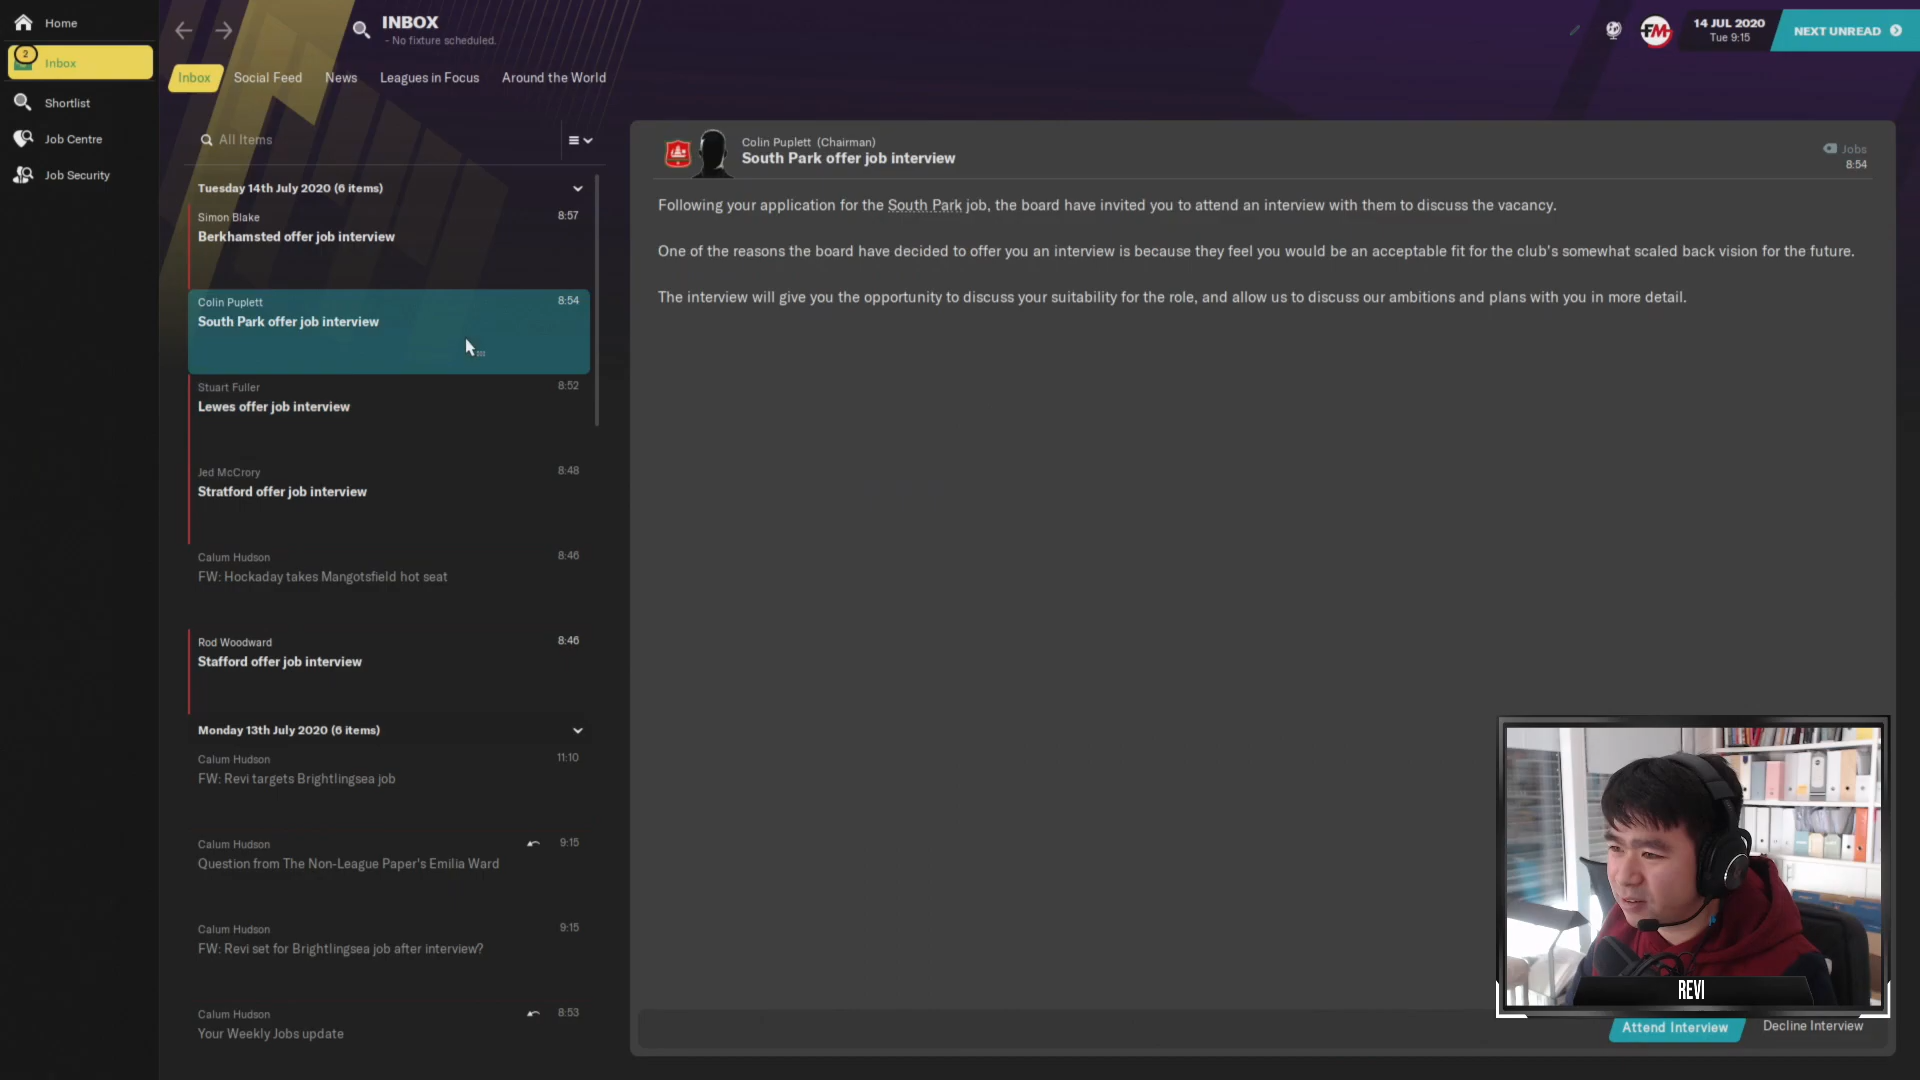 Home
2
Inbox
Shortlist
Job Centre
Job Security
INBOX
- No fixture scheduled.
FM
14 JUL 2020
Tue 9:15
NEXT UNREAD
Inbox
Social Feed
News
Leagues in Focus
Around the World
All Items
Tuesday 14th July 2020 (6 items)
Simon Blake
8:57
Berkhamsted offer job interview
Colin Puplett
8:54
South Park offer job interview
Stuart Fuller
8:52
Lewes offer job interview
Jed McCrory
8:48
Stratford offer job interview
Calum Hudson
8:46
FW: Hockaday takes Mangotsfield hot seat
Rod Woodward
8:46
Stafford offer job interview
Monday 13th July 2020 (6 items)
Calum Hudson
11:10
FW: Revi targets Brightlingsea job
Calum Hudson
9:15
Question from The Non-League Paper's Emilia Ward
Calum Hudson
9:15
FW: Revi set for Brightlingsea job after interview?
Calum Hudson
8:53
Your Weekly Jobs update
Colin Puplett (Chairman)
South Park offer job interview
Jobs
8:54
Following your application for the South Park job, the board have invited you to attend an interview with them to discuss the vacancy.
One of the reasons the board have decided to offer you an interview is because they feel you would be an acceptable fit for the club's somewhat scaled back vision for the future.
The interview will give you the opportunity to discuss your suitability for the role, and allow us to discuss our ambitions and plans with you in more detail.
REVI
Attend Interview
Decline Interview